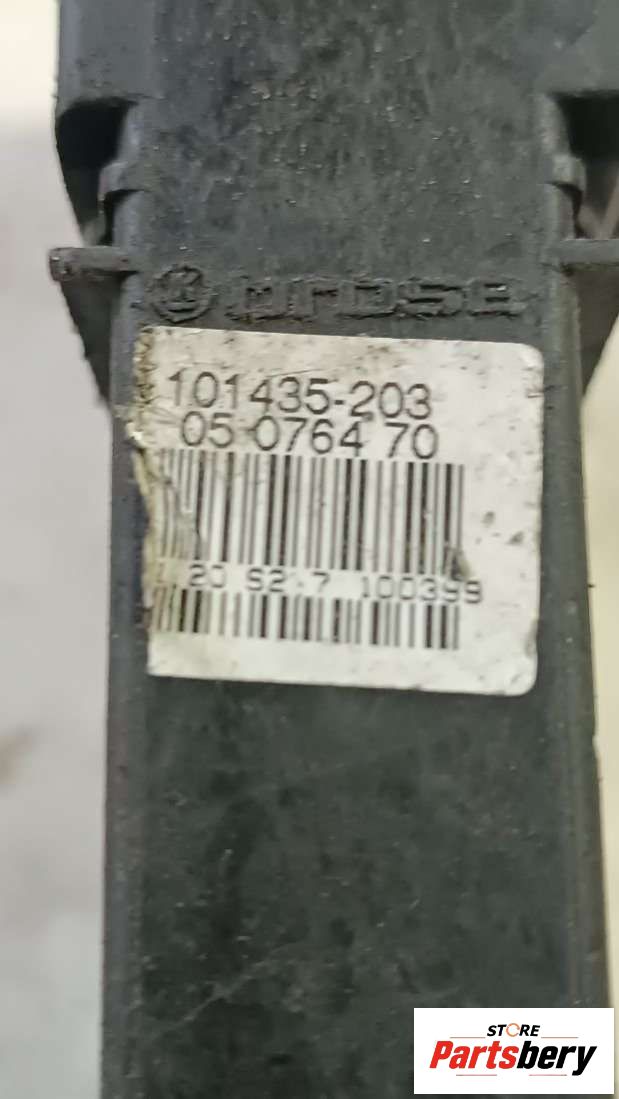 brose
101435-203
05 0764 70
20 S2.7 100399
STORE
Partsbery